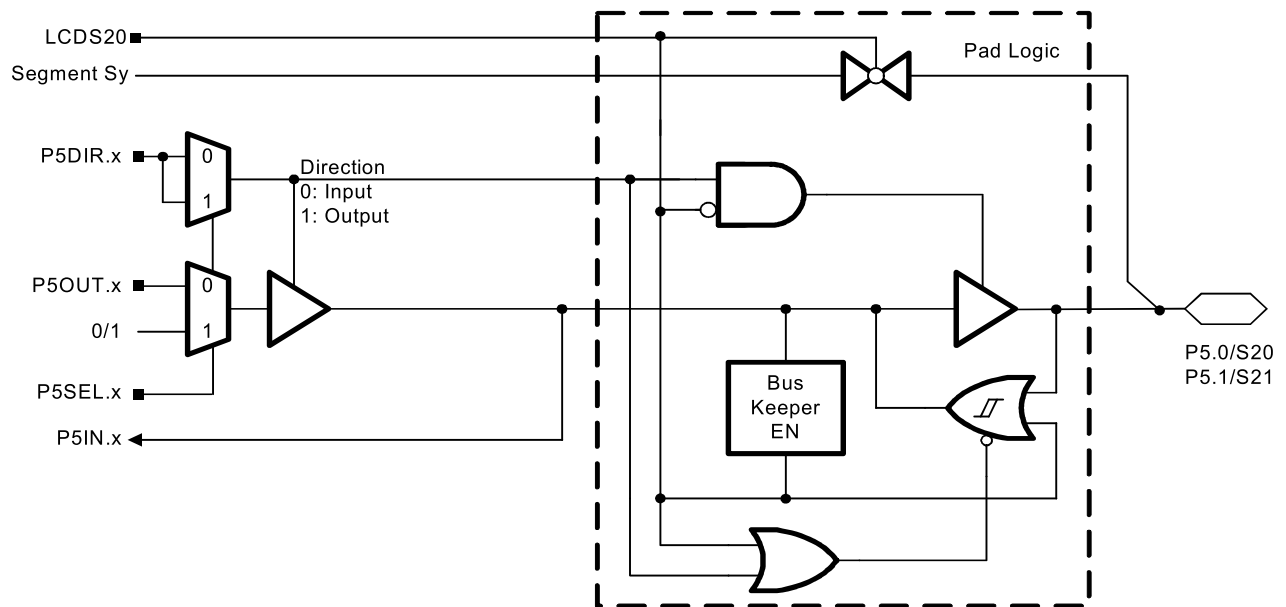 LCDS20
Segment Sy
Pad Logic
P5DIR.x
0
1
Direction
0: Input
1: Output
P5OUT.x
0
0/1
1
P5SEL.x
P5IN.x
Bus
Keeper
EN
P5.0/S20
P5.1/S21